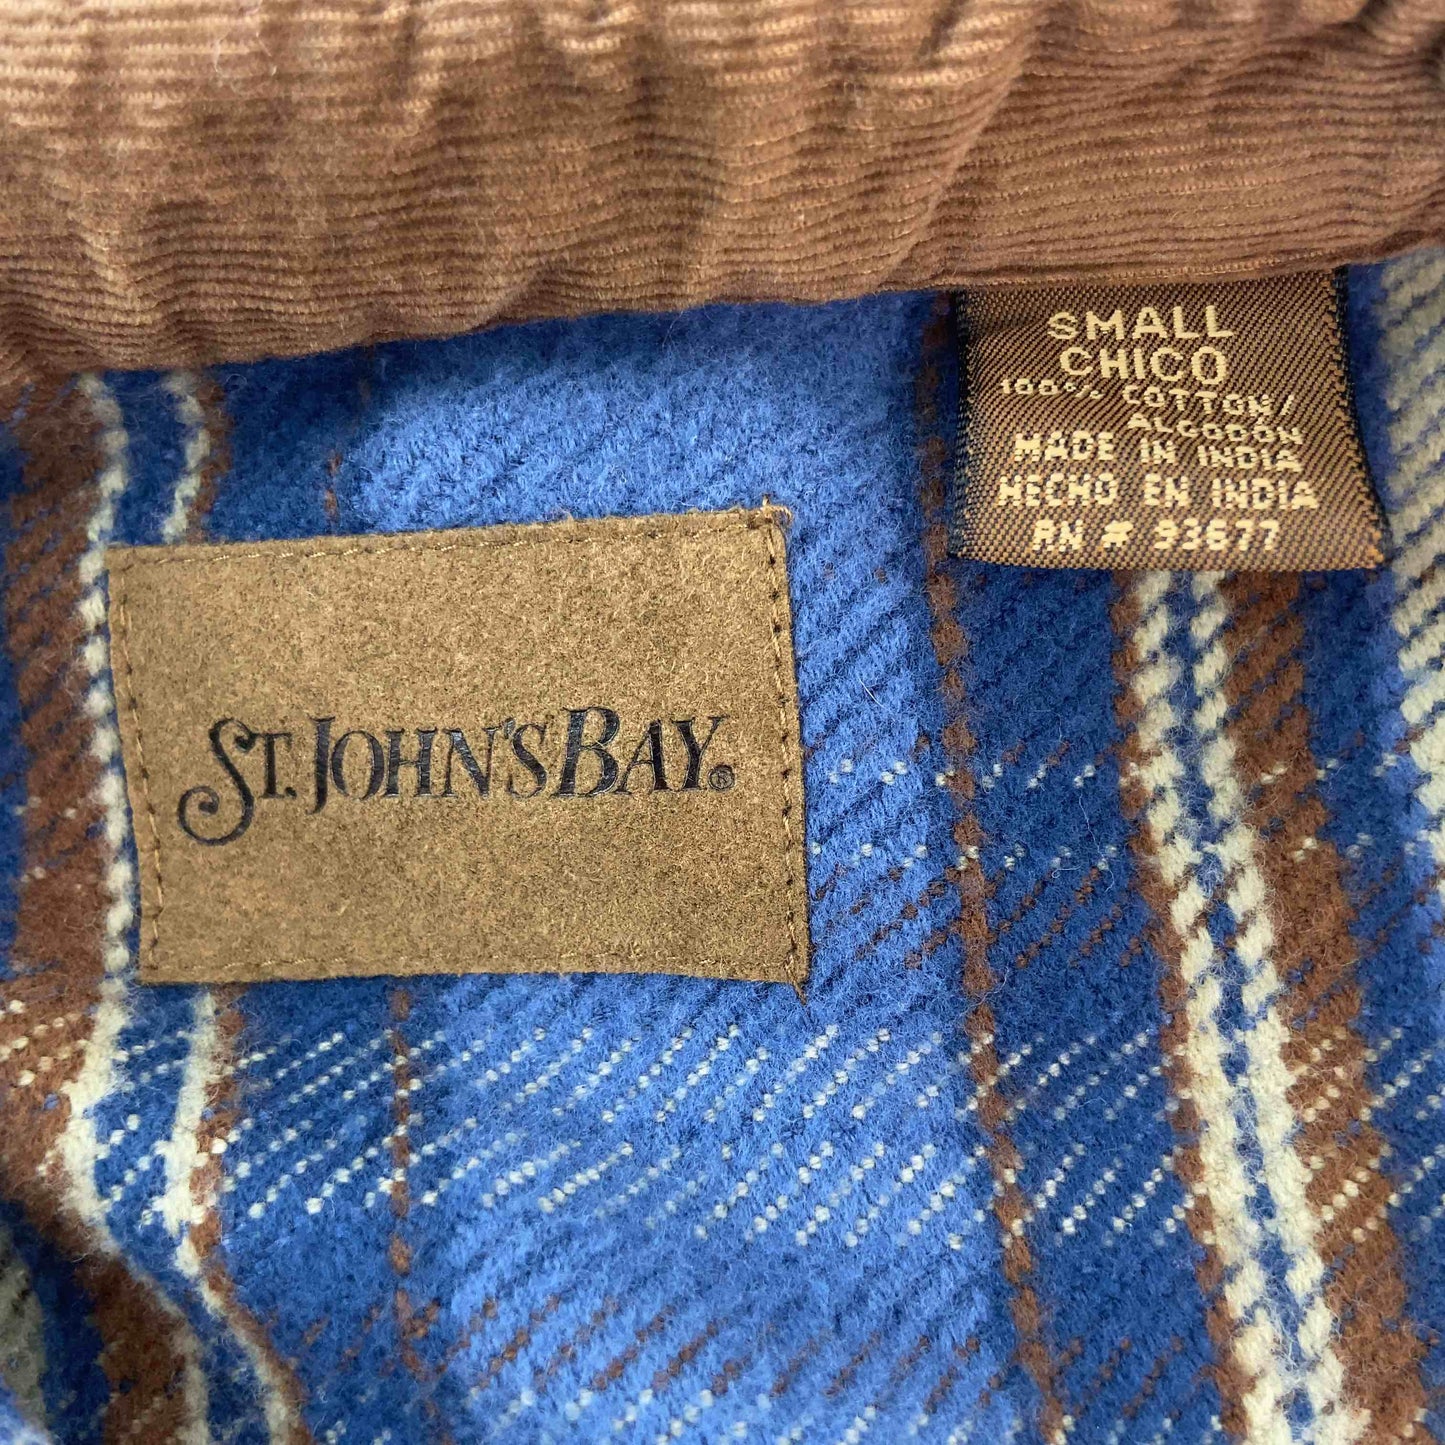 ST. JOHN'S BAY®
SMALL
CHICO
100% COTTON/
ALGODON
MADE IN INDIA
HECHO EN INDIA
RN # 93677